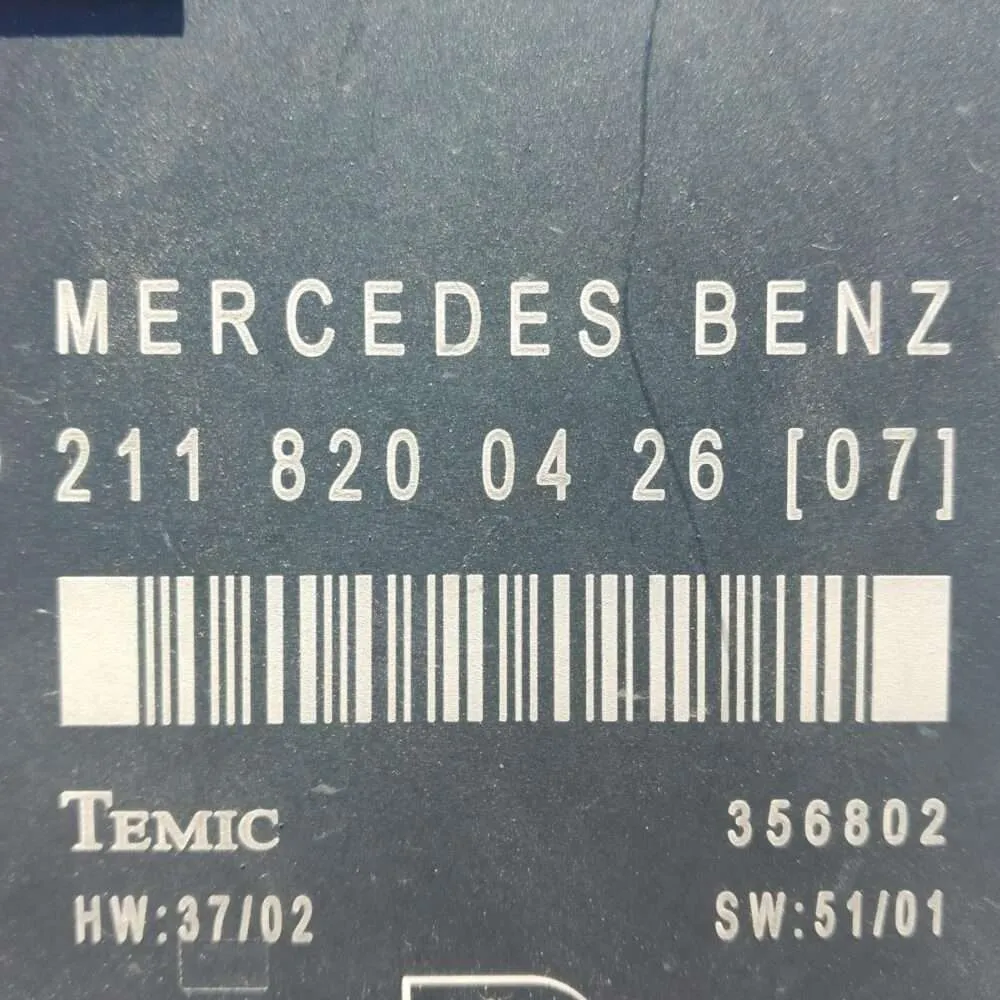 MERCEDES BENZ
211 820 04 26 [07]
TEMIC 356802
HW:37/02 SW:51/01